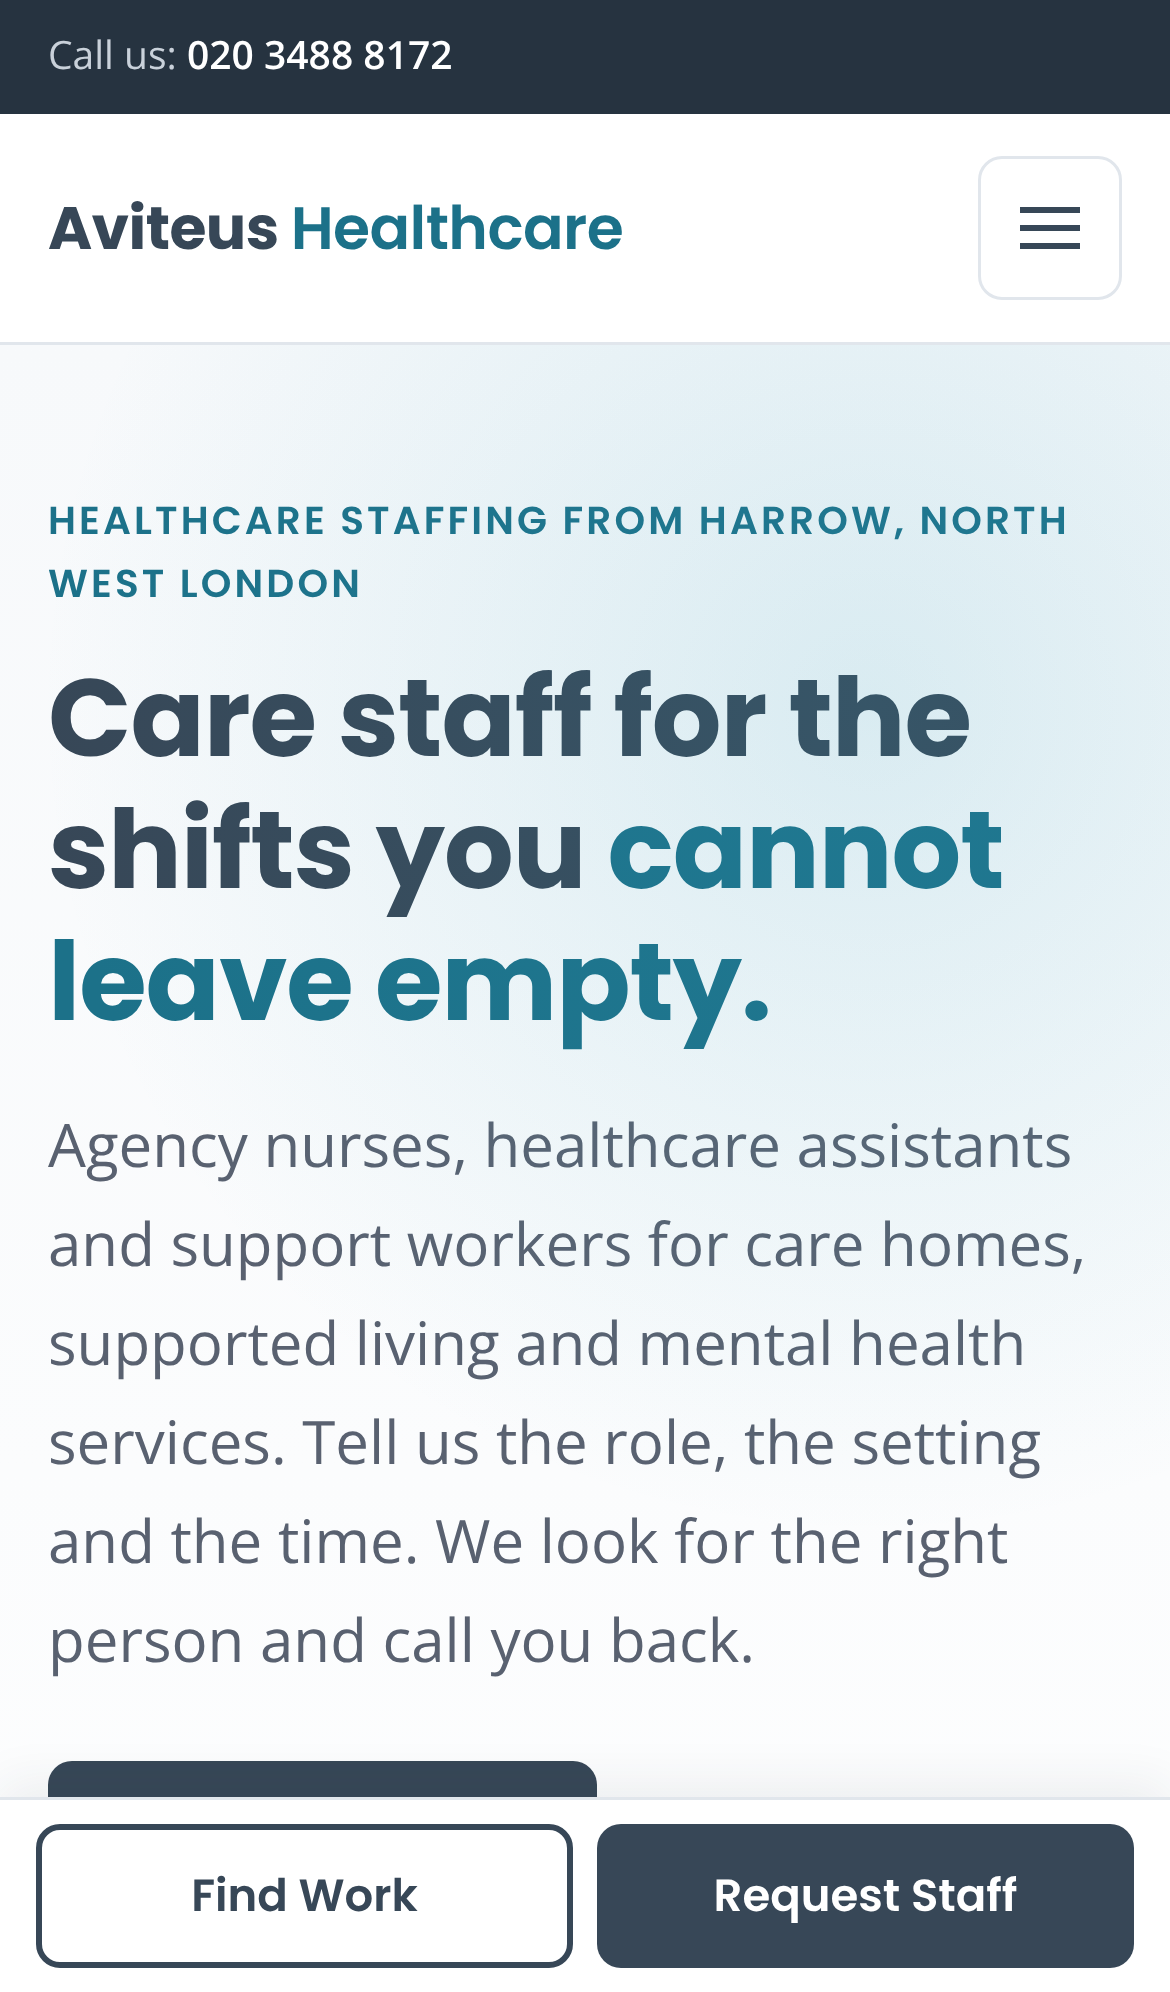 Call us: 020 3488 8172
Aviteus Healthcare
HEALTHCARE STAFFING FROM HARROW, NORTH
WEST LONDON
Care staff for the
shifts you cannot
leave empty.
Agency nurses, healthcare assistants
and support workers for care homes,
supported living and mental health
services. Tell us the role, the setting
and the time. We look for the right
person and call you back.
Find Work
Request Staff